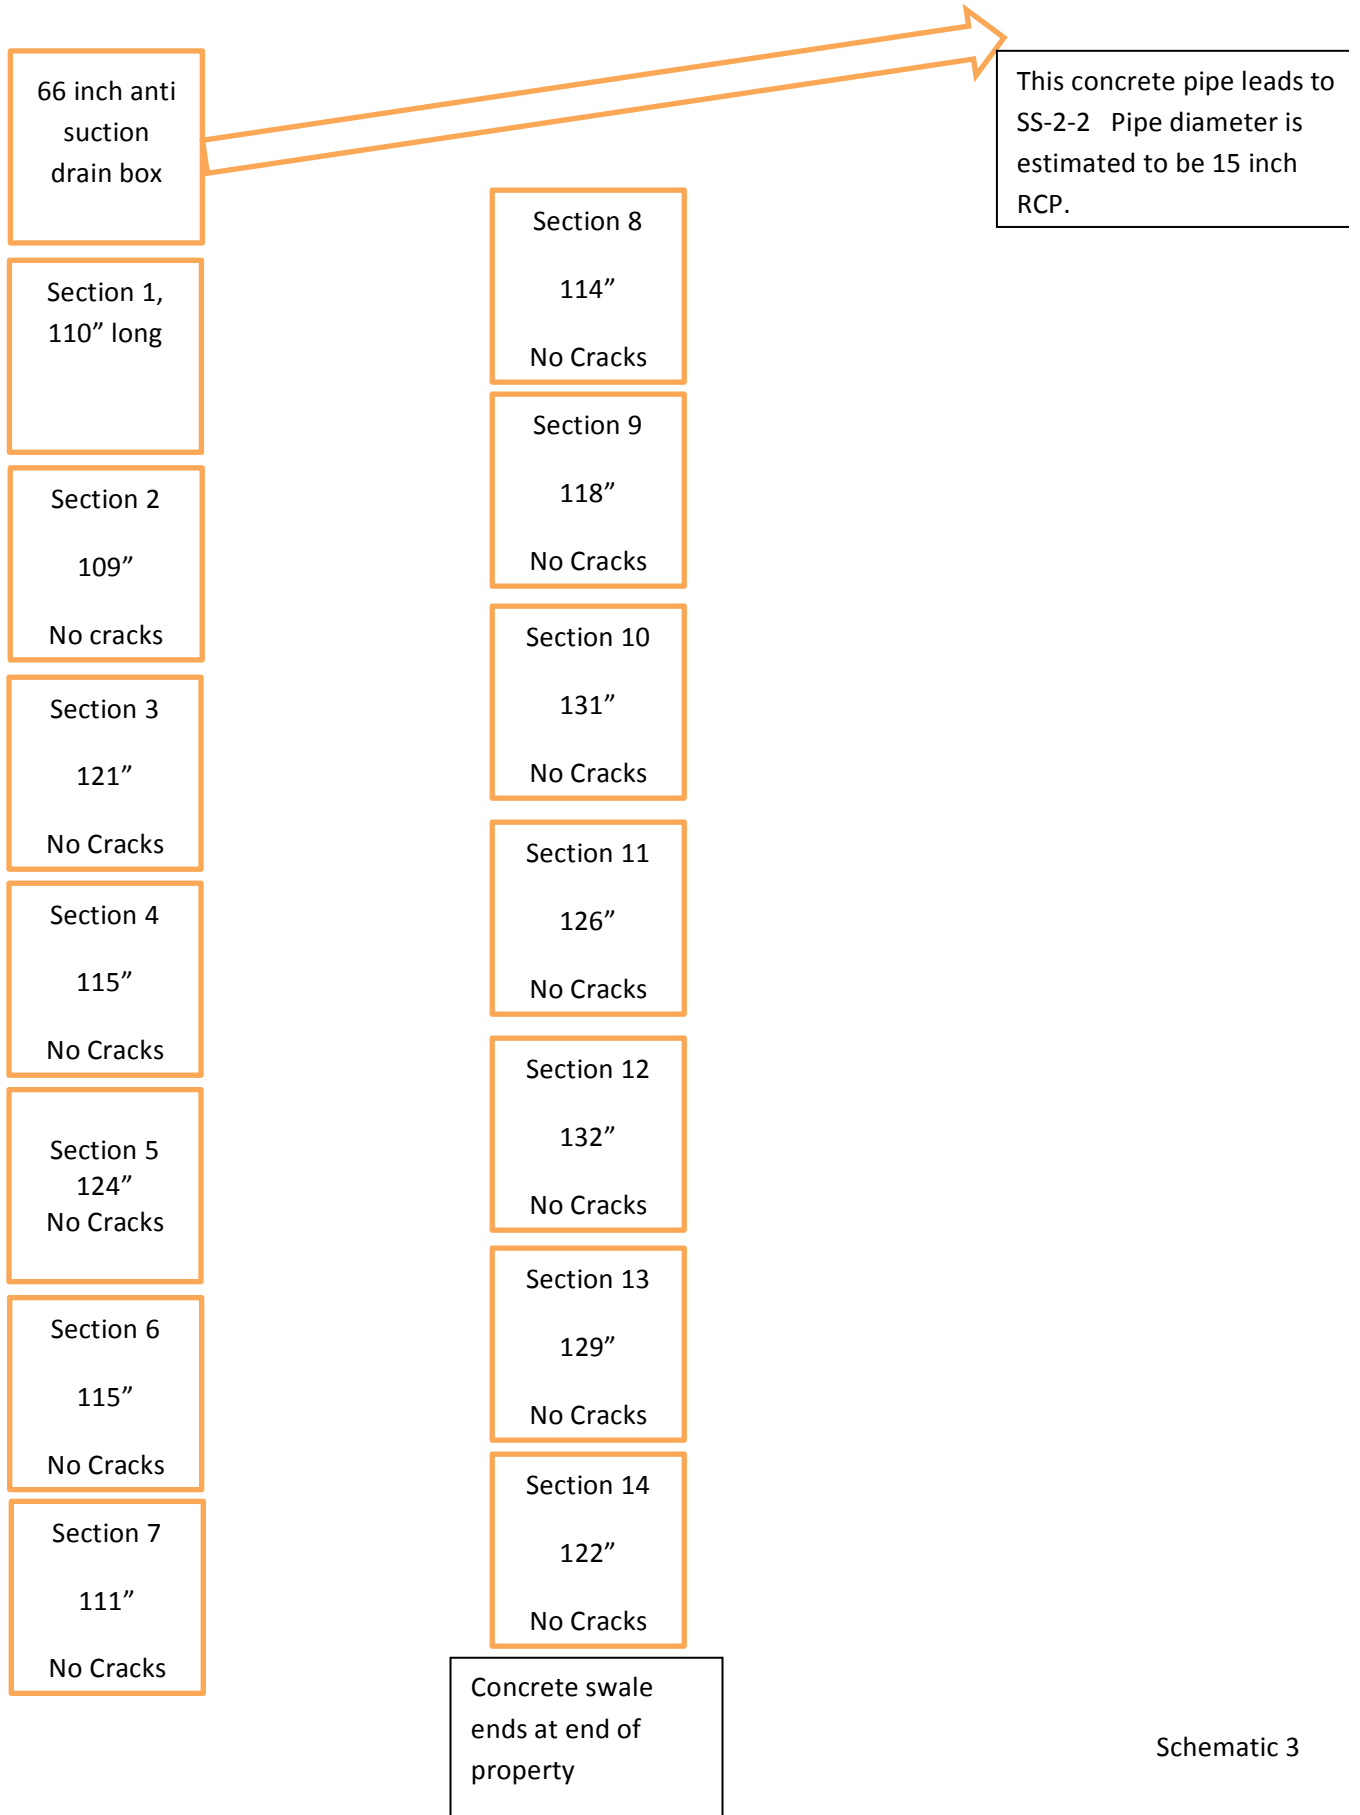 66 inch anti
suction
drain box
Section 1,
110” long
Section 2
109”
No cracks
Section 3
121”
No Cracks
Section 4
115”
No Cracks
Section 5
124”
No Cracks
Section 6
115”
No Cracks
Section 7
111”
No Cracks
Section 8
114”
No Cracks
Section 9
118”
No Cracks
Section 10
131”
No Cracks
Section 11
126”
No Cracks
Section 12
132”
No Cracks
Section 13
129”
No Cracks
Section 14
122”
No Cracks
Concrete swale
ends at end of
property
This concrete pipe leads to
SS-2-2   Pipe diameter is
estimated to be 15 inch
RCP.
Schematic 3